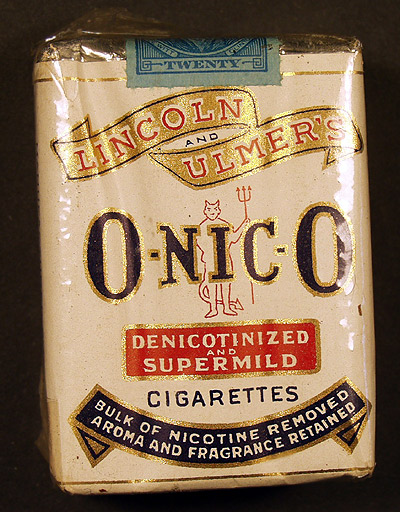 TWENTY
LINCOLN
AND
ULMER'S
O-NIC-O
DENICOTINIZED
AND
SUPERMILD
CIGARETTES
BULK OF NICOTINE REMOVED
AROMA AND FRAGRANCE RETAINED